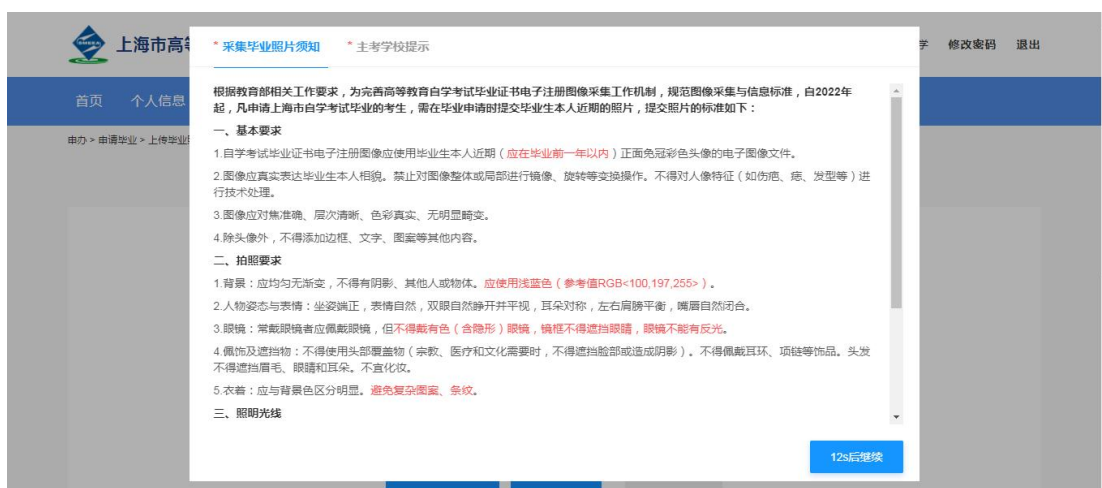 上海市高等
* 采集毕业照片须知 * 主考学校提示
修改密码 退出
首页 个人信息
申办 > 申请毕业 > 上传毕业
根据教育部相关工作要求，为完善高等教育自学考试毕业证书电子注册图像采集工作机制，规范图像采集与信息标准，自2022年
起，凡申请上海市自学考试毕业的考生，需在毕业申请时提交毕业生本人近期的照片，提交照片的标准如下：
一、基本要求
1.自学考试毕业证书电子注册图像应使用毕业生本人近期（应在毕业前一年以内）正面免冠彩色头像的电子图像文件。
2.图像应真实表达毕业生本人相貌。禁止对图像整体或局部进行镜像、旋转等变换操作。不得对人像特征（如伤疤、痣、发型等）进
行技术处理。
3.图像应对焦准确、层次清晰、色彩真实、无明显畸变。
4.除头像外，不得添加边框、文字、图案等其他内容。
二、拍照要求
1.背景：应均匀无渐变，不得有阴影、其他人或物体。应使用浅蓝色（参考值RGB<100,197,255>）。
2.人物姿态与表情：坐姿端正，表情自然，双眼自然睁开并平视，耳朵对称，左右肩膀平衡，嘴唇自然闭合。
3.眼镜：常戴眼镜者应佩戴眼镜，但不得戴有色（含隐形）眼镜，镜框不得遮挡眼睛，眼镜不能有反光。
4.佩饰及遮挡物：不得使用头部覆盖物（宗教、医疗和文化需要时，不得遮挡脸部或造成阴影）。不得佩戴耳环、项链等饰品。头发
不得遮挡眉毛、眼睛和耳朵。不宜化妆。
5.衣着：应与背景色区分明显。避免复杂图案、条纹。
三、照明光线
12s后继续